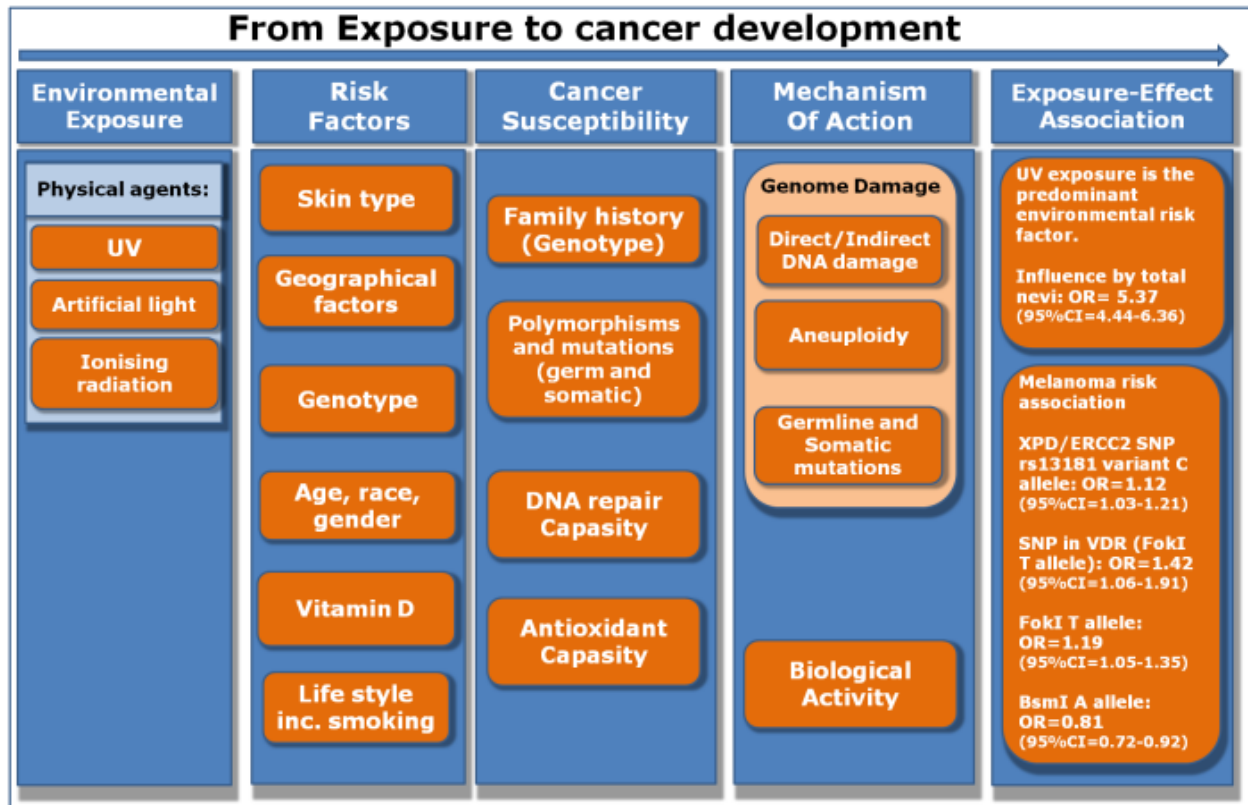 From Exposure to cancer development
Environmental
Exposure
Physical agents:
UV
Artificial light
Ionising
radiation
Risk
Factors
Skin type
Geographical
factors
Genotype
Age, race,
gender
Vitamin D
Life style
inc. smoking
Cancer
Susceptibility
Family history
(Genotype)
Polymorphisms
and mutations
(germ and
somatic)
DNA repair
Capasity
Antioxidant
Capasity
Mechanism
Of Action
Genome Damage
Direct/Indirect
DNA damage
Aneuploidy
Germline and
Somatic
mutations
Biological
Activity
Exposure-Effect
Association
UV exposure is the
predominant
environmental risk
factor.
Influence by total
nevi: OR= 5.37
(95%CI=4.44-6.36)
Melanoma risk
association
XPD/ERCC2 SNP
rs13181 variant C
allele: OR=1.12
(95%CI=1.03-1.21)
SNP in VDR (FokI
T allele): OR=1.42
(95%CI=1.06-1.91)
FokI T allele:
OR=1.19
(95%CI=1.05-1.35)
BsmI A allele:
OR=0.81
(95%CI=0.72-0.92)